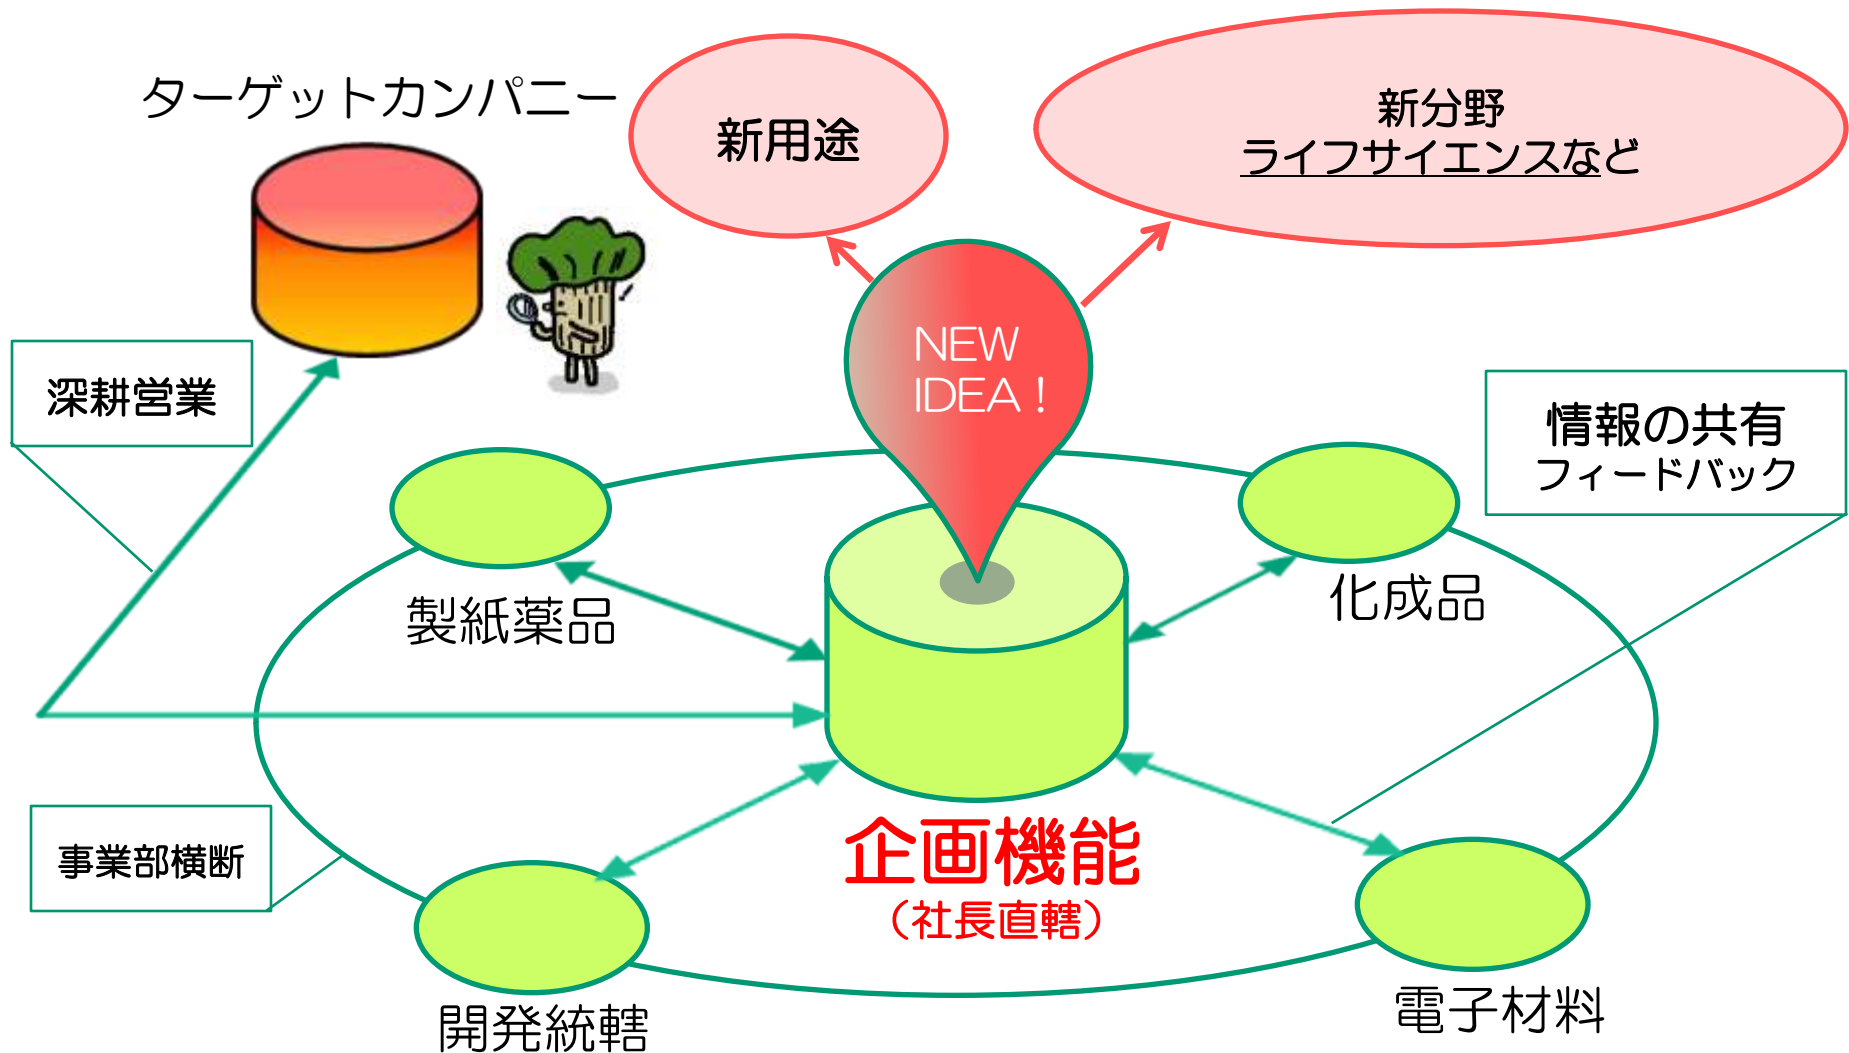 ターゲットカンパニー
新用途
新分野
ライフサイエンスなど
NEW
IDEA！
深耕営業
情報の共有
フィードバック
製紙薬品
化成品
事業部横断
企画機能
（社長直轄）
開発統轄
電子材料